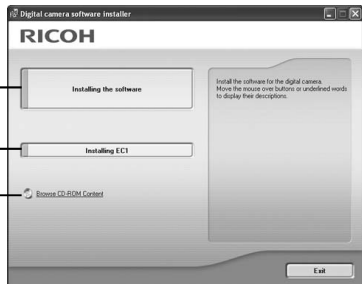 Digital camera software installer
RICOH
Installing the software
Install the software for the digital camera.
Move the mouse over buttons or underlined words
to display their descriptions.
Installing EC1
Browse CD-ROM Content
Exit